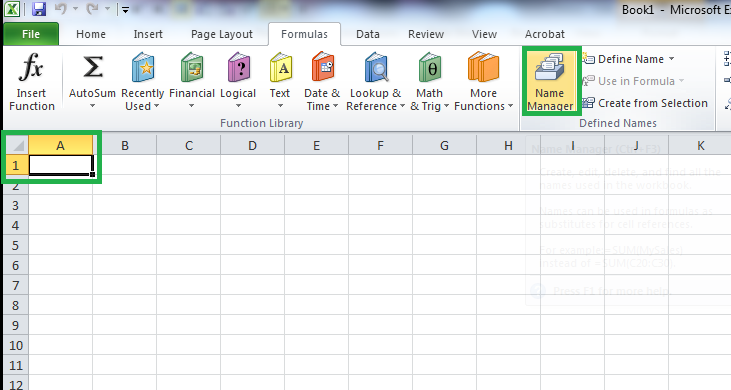 Book1 - Microsoft Ex
File Home Insert Page Layout Formulas Data Review View Acrobat
fx Insert Function
Σ AutoSum
Recently Used
Financial
? Logical
A Text
Date & Time
Lookup & Reference
θ Math & Trig
More Functions
Function Library
Name Manager
Define Name
Use in Formula
Create from Selection
Defined Names
A B C D E F G H I J K
1
2
3
4
5
6
7
8
9
10
11
12
Name Manager (Ctrl+F3)
Create, edit, delete, and find all the
names used in the workbook.
Names can be used in formulas as
substitutes for cell references.
For example: =SUM(MySales)
instead of =SUM(C20:C30).
Press F1 for more help.